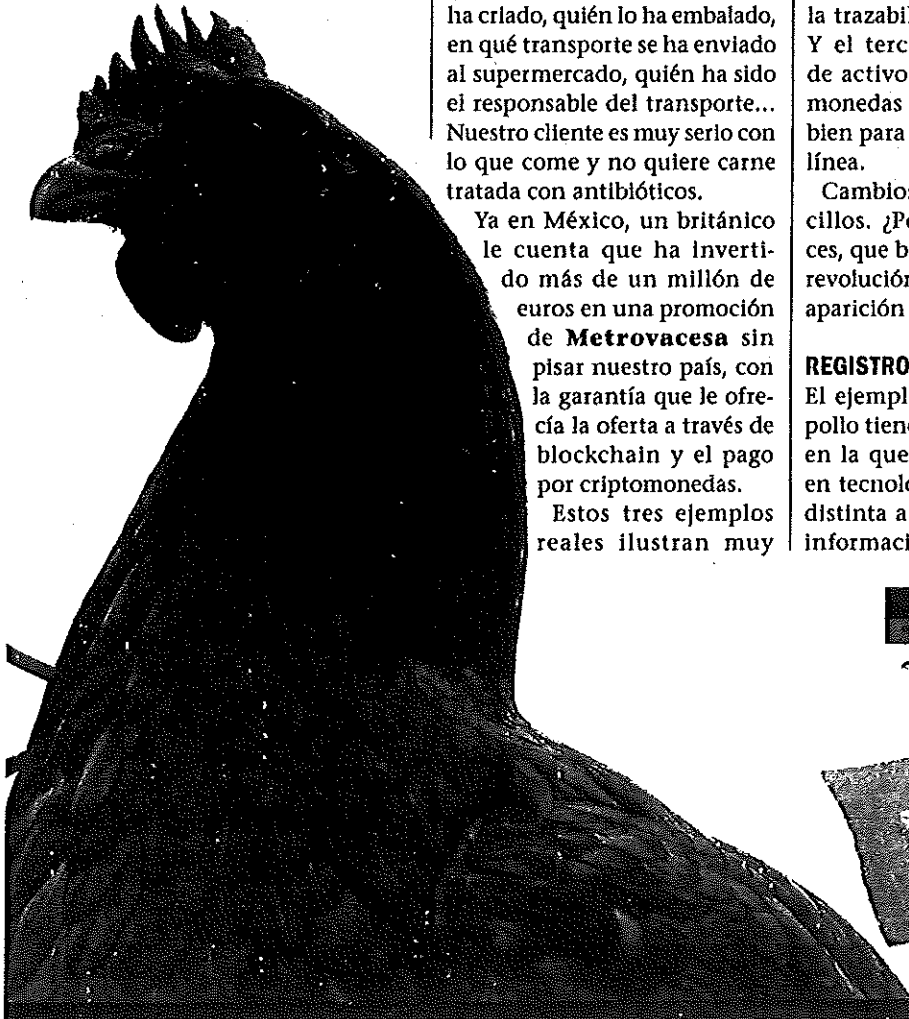 ha criado, quién lo ha embalado,
en qué transporte se ha enviado
al supermercado, quién ha sido
el responsable del transporte...
Nuestro cliente es muy serio con
lo que come y no quiere carne
tratada con antibióticos.
Ya en México, un británico
le cuenta que ha inverti-
do más de un millón de
euros en una promoción
de Metrovacesa sin
pisar nuestro país, con
la garantía que le ofre-
cía la oferta a través de
blockchain y el pago
por criptomonedas.
Estos tres ejemplos
reales ilustran muy
la trazabil
Y el terc
de activo
monedas
bien para
línea.
Cambios
cillos. ¿Po
ces, que b
revolución
aparición
REGISTRO
El ejempl
pollo tien
en la que
en tecnolo
distinta a
informaci